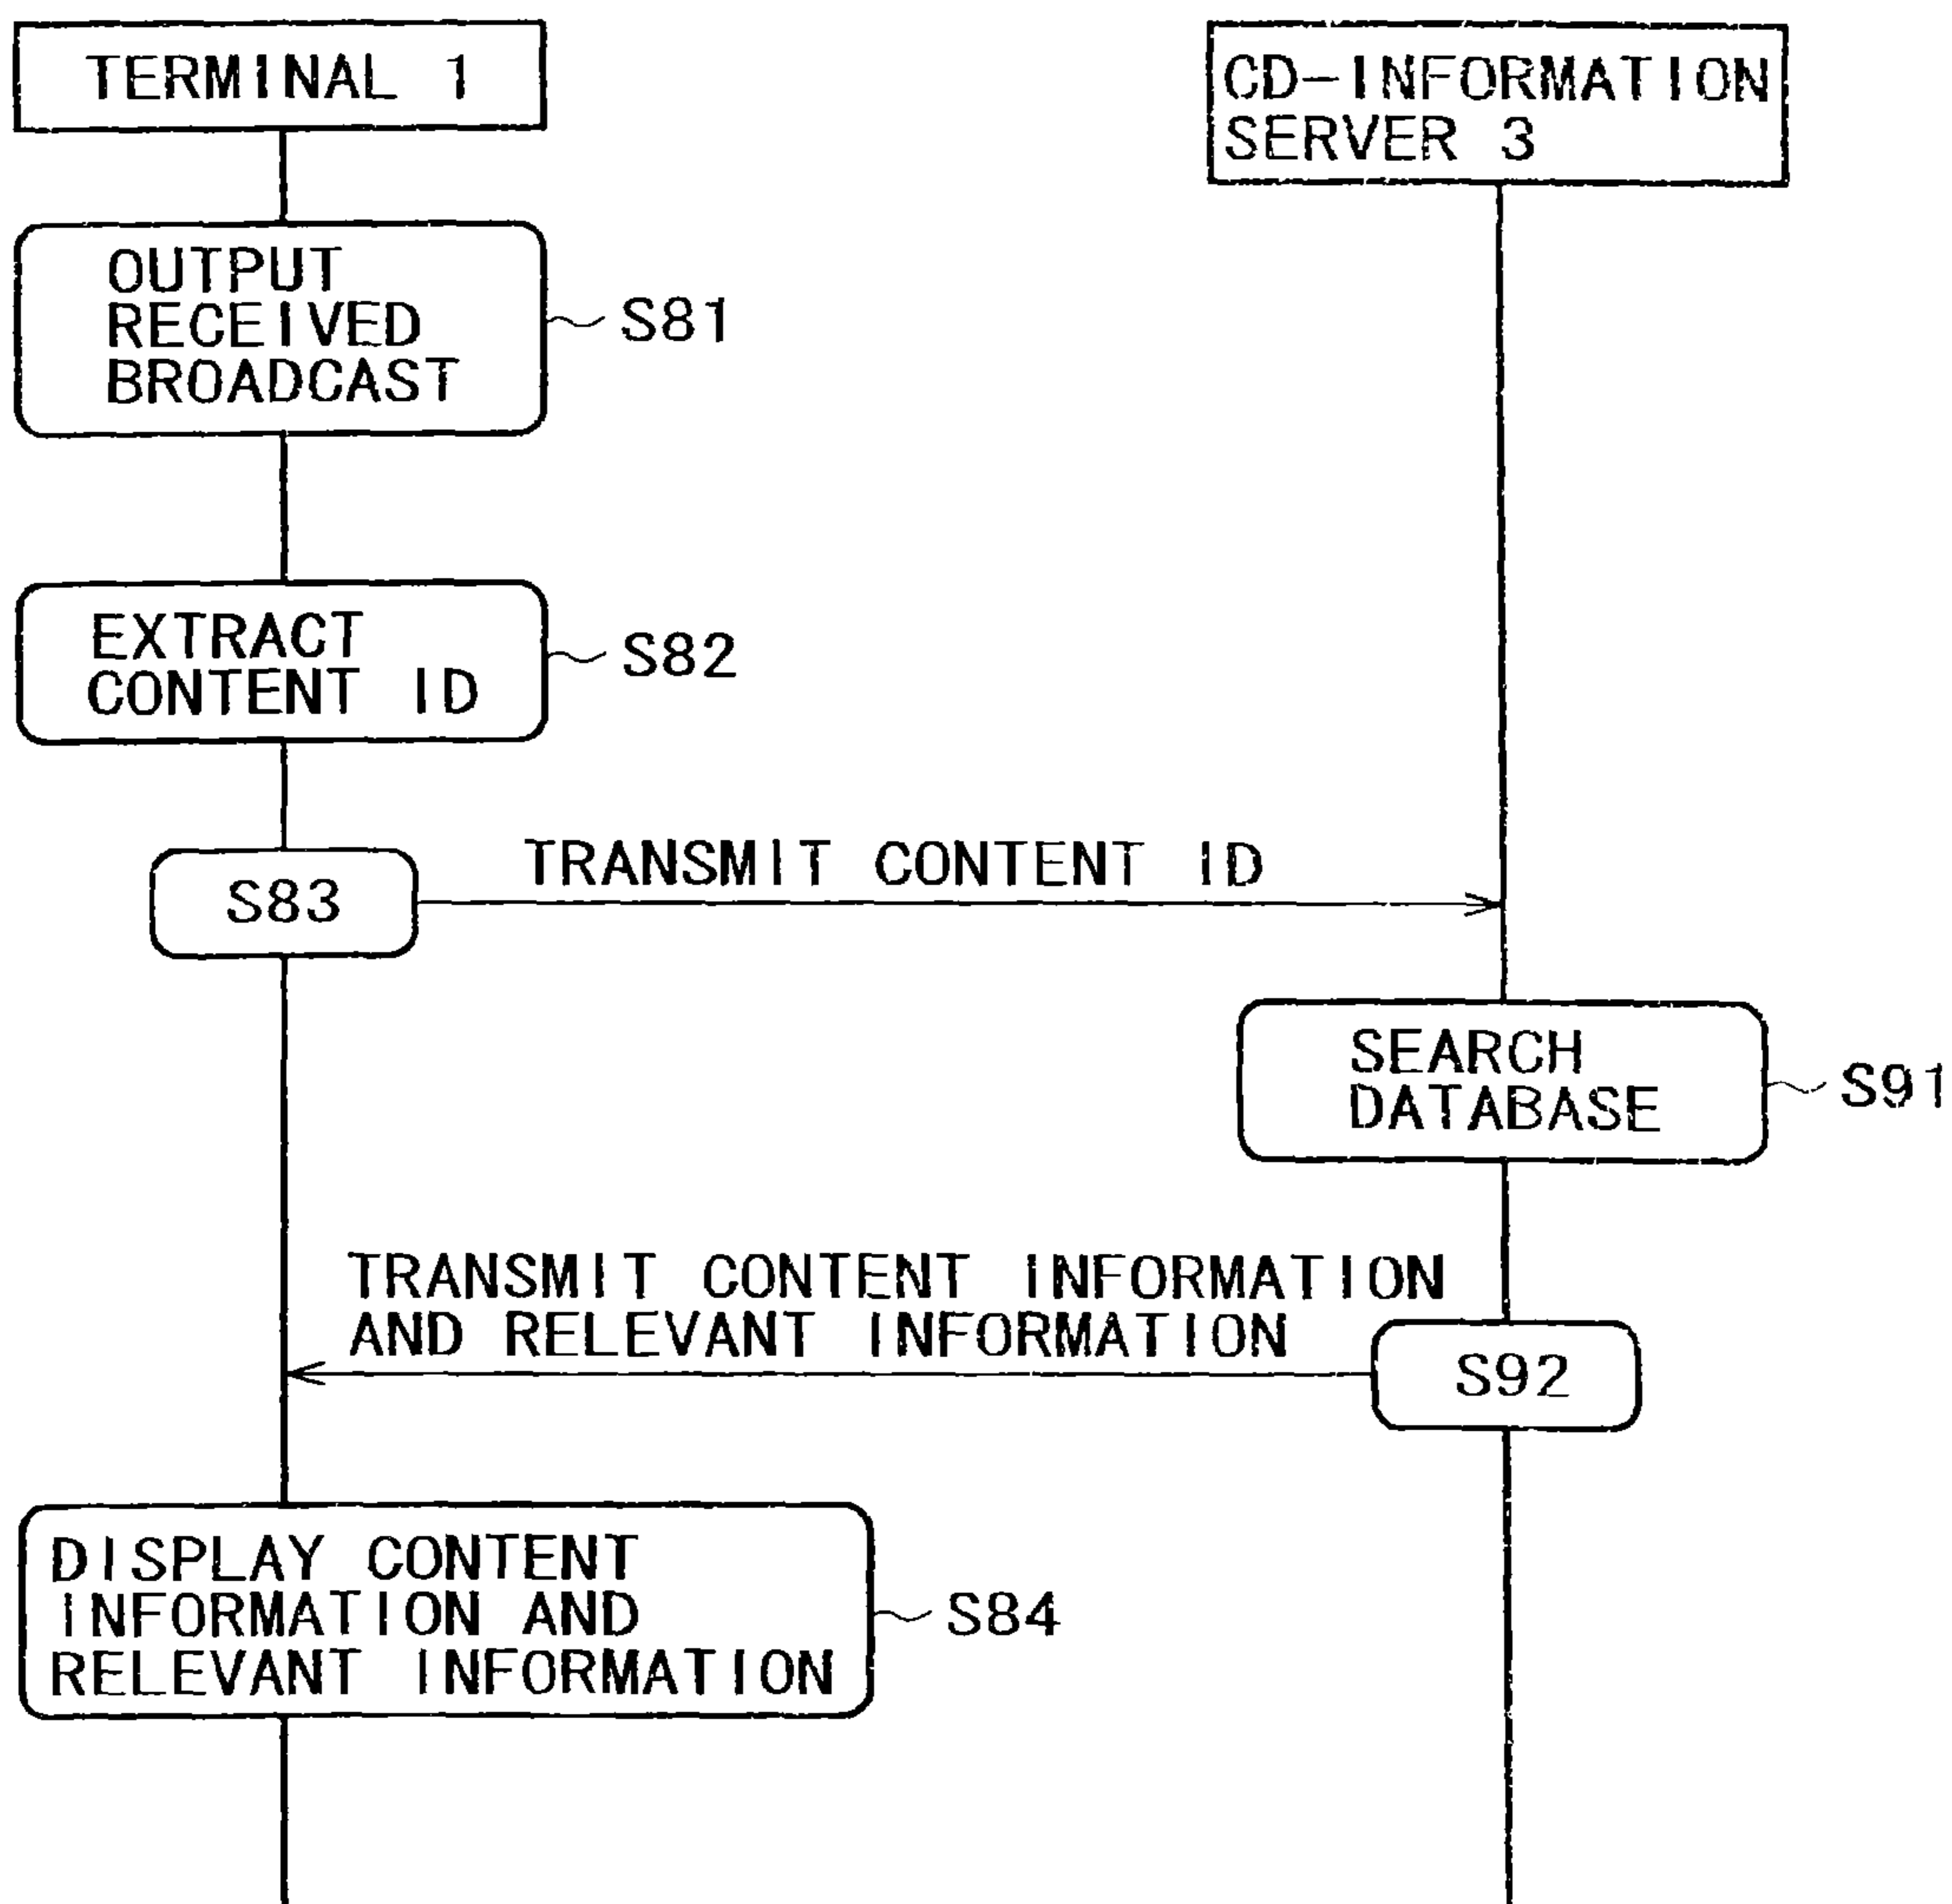 TERMINAL 1
CD-INFORMATION
SERVER 3
OUTPUT
RECEIVED
BROADCAST
S81
EXTRACT
CONTENT ID
S82
S83
TRANSMIT CONTENT ID
SEARCH
DATABASE
S91
TRANSMIT CONTENT INFORMATION
AND RELEVANT INFORMATION
S92
DISPLAY CONTENT
INFORMATION AND
RELEVANT INFORMATION
S84